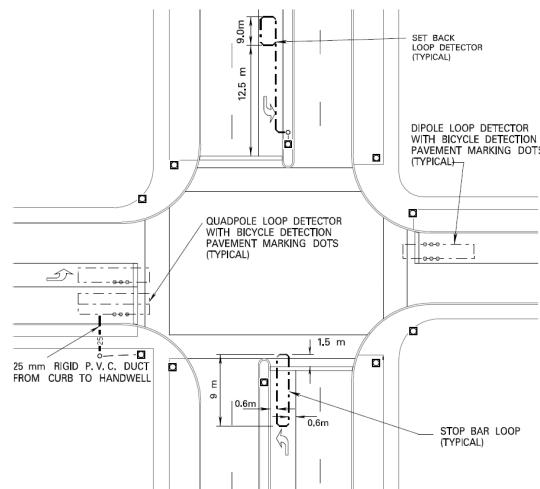 9.0m
SET BACK
LOOP DETECTOR
(TYPICAL)
12.5 m
DIPOLE LOOP DETECTOR
WITH BICYCLE DETECTION
PAVEMENT MARKING DOTS
(TYPICAL)
QUADPOLE LOOP DETECTOR
WITH BICYCLE DETECTION
PAVEMENT MARKING DOTS
(TYPICAL)
25
25 mm RIGID P.V.C. DUCT
FROM CURB TO HANDWELL
1.5 m
9 m
0.6m
0.6m
STOP BAR LOOP
(TYPICAL)